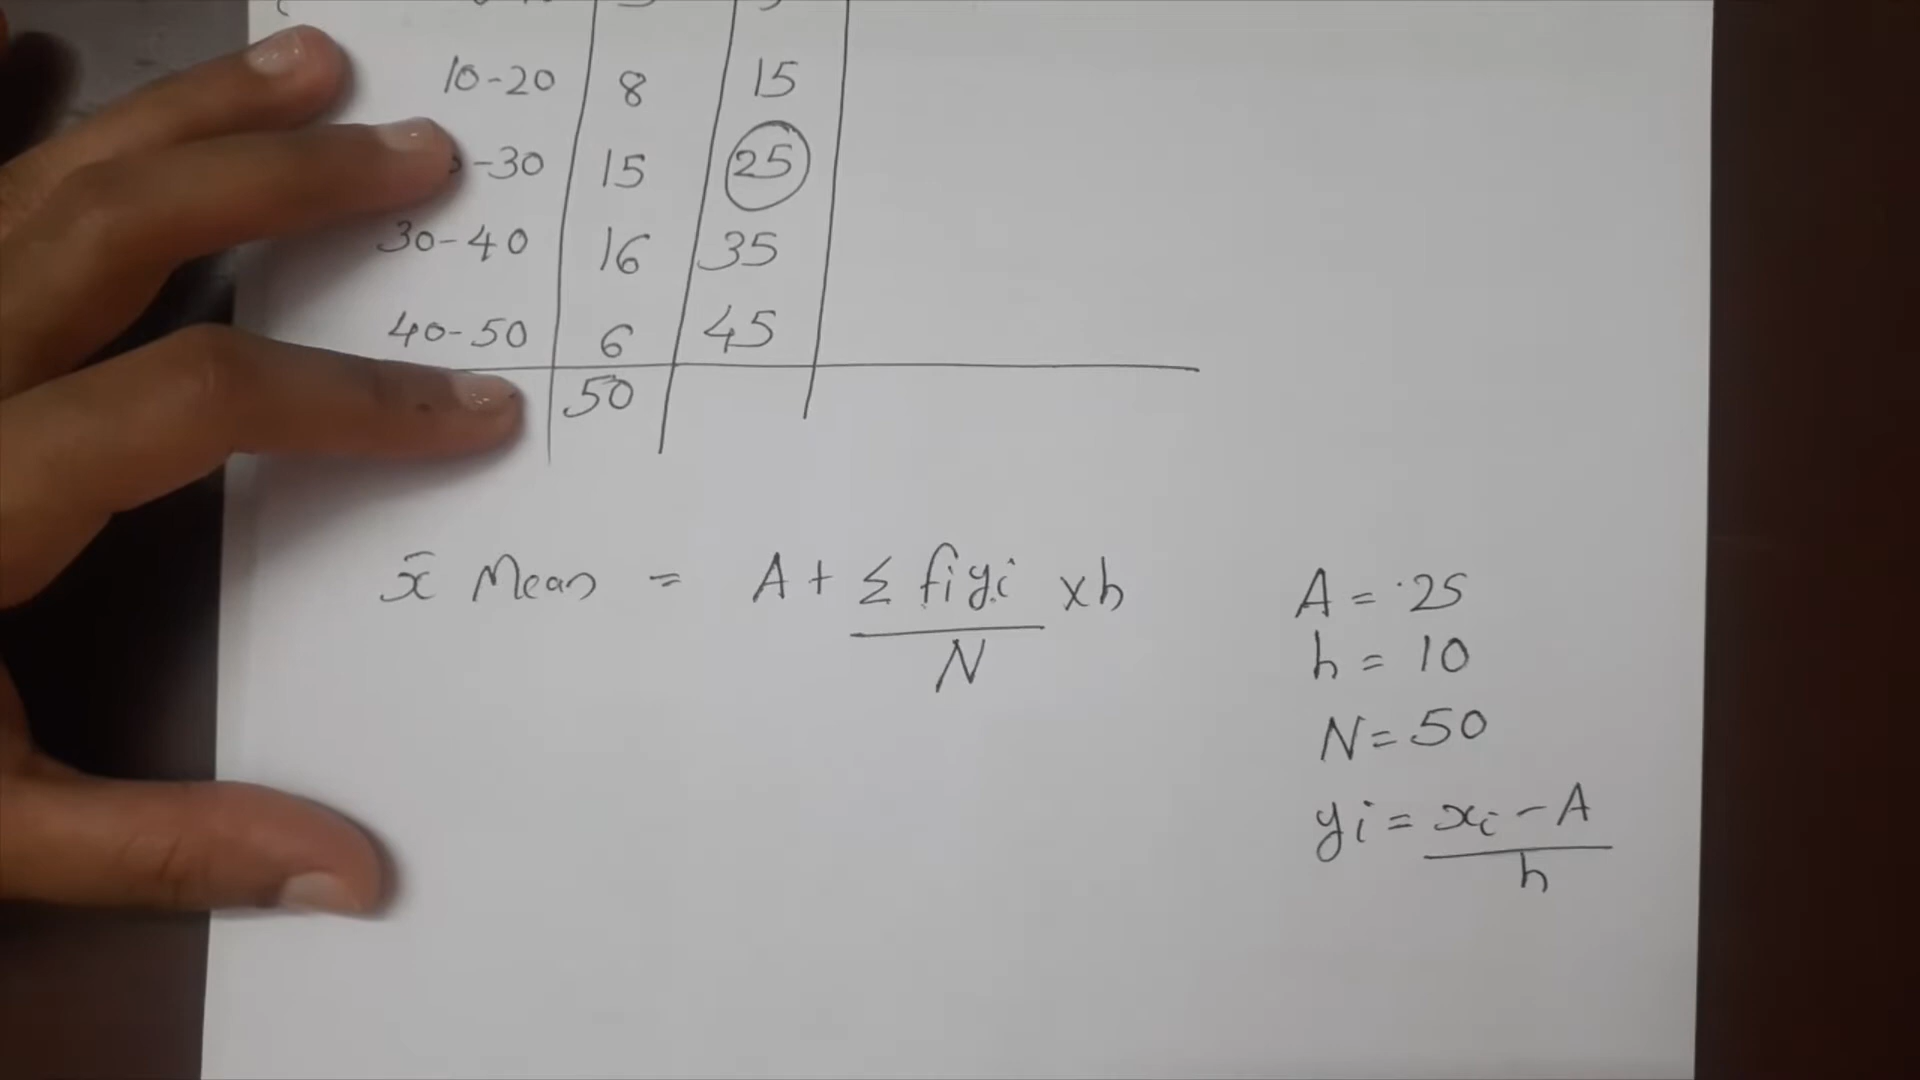 10-20 8 15
-30 15 25
30-40 16 35
40-50 6 45
50
x̄ Mean = A + Σ fiyi × h
N
A = 25
h = 10
N = 50
yi = xi - A
h